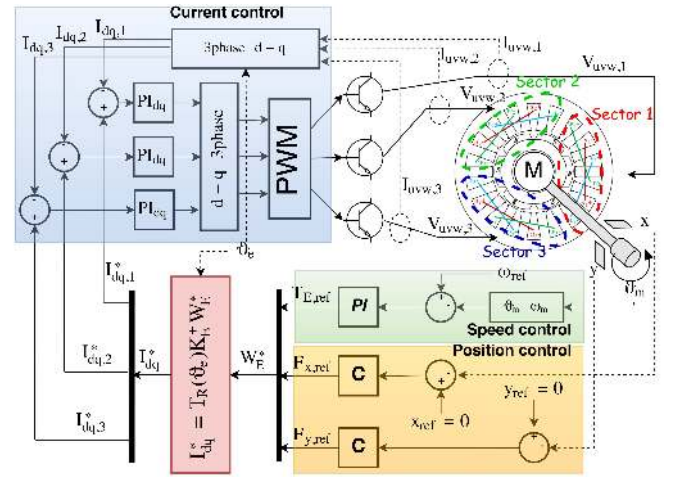 Current control
I_dq,1
I_dq,2
I_dq,3
3phase d-q
I_uvw,1
I_uvw,2
V_uvw,1
V_uvw,2
Sector 2
Sector 1
PI_dq
PI_dq
PI_dq
d-q 3phase
PWM
M
I_uvw,3
V_uvw,3
Sector 3
x
y
ϑ_m
ϑ_e
I*_dq,1
I*_dq,2
I*_dq,3
I*_dq
I*_dq = T_R(ϑ_e)K_E^+ W*_E
W*_E
T_E,ref
PI
ω_ref
ϑ_m ω_m
Speed control
Position control
F_x,ref
C
x_ref = 0
y_ref = 0
F_y,ref
C